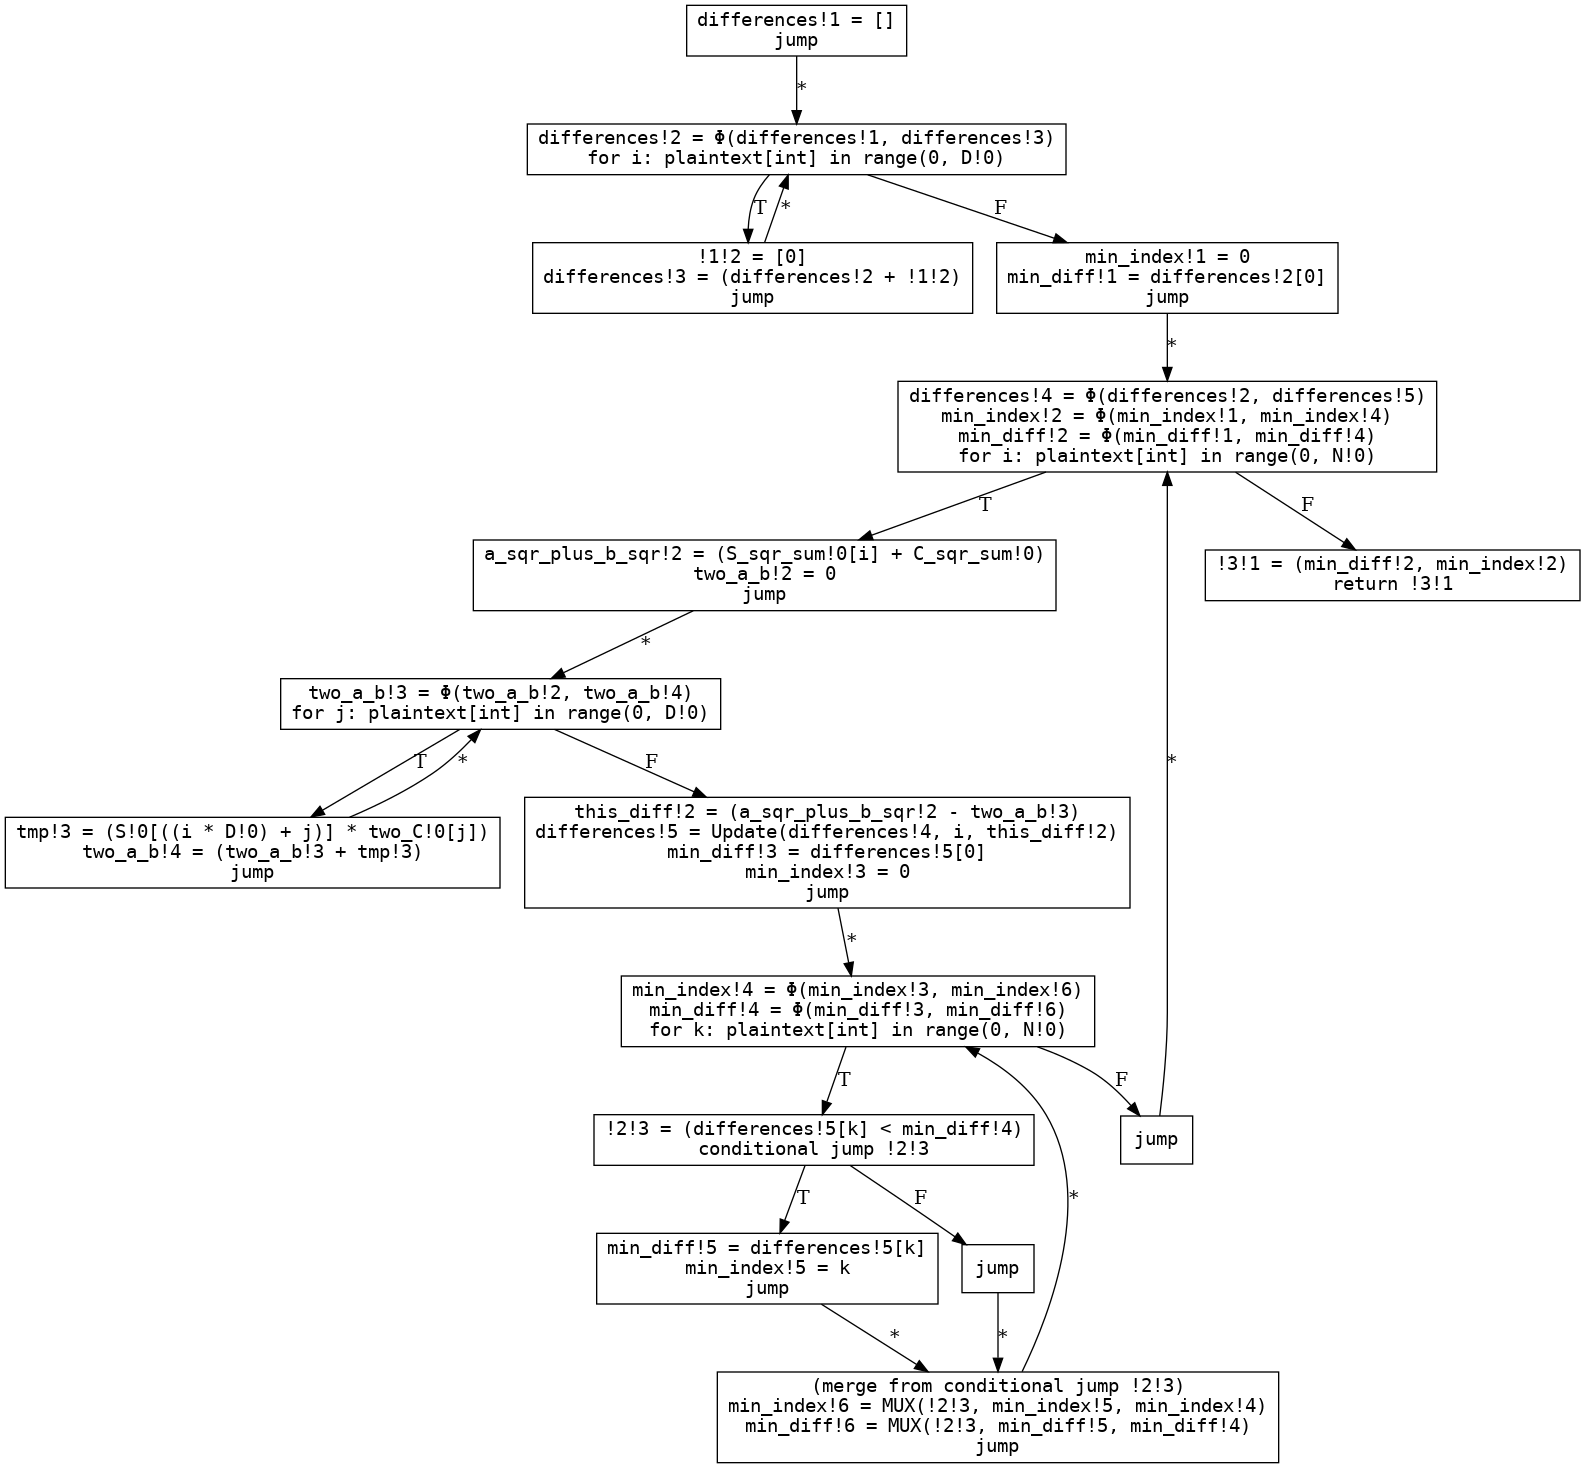 differences!1 = []
jump
*
differences!2 = Φ(differences!1, differences!3)
for i: plaintext[int] in range(0, D!0)
T
*
F
!1!2 = [0]
differences!3 = (differences!2 + !1!2)
jump
min_index!1 = 0
min_diff!1 = differences!2[0]
jump
*
differences!4 = Φ(differences!2, differences!5)
min_index!2 = Φ(min_index!1, min_index!4)
min_diff!2 = Φ(min_diff!1, min_diff!4)
for i: plaintext[int] in range(0, N!0)
T
F
a_sqr_plus_b_sqr!2 = (S_sqr_sum!0[i] + C_sqr_sum!0)
two_a_b!2 = 0
jump
!3!1 = (min_diff!2, min_index!2)
return !3!1
*
two_a_b!3 = Φ(two_a_b!2, two_a_b!4)
for j: plaintext[int] in range(0, D!0)
T
*
F
*
tmp!3 = (S!0[((i * D!0) + j)] * two_C!0[j])
two_a_b!4 = (two_a_b!3 + tmp!3)
jump
this_diff!2 = (a_sqr_plus_b_sqr!2 - two_a_b!3)
differences!5 = Update(differences!4, i, this_diff!2)
min_diff!3 = differences!5[0]
min_index!3 = 0
jump
*
min_index!4 = Φ(min_index!3, min_index!6)
min_diff!4 = Φ(min_diff!3, min_diff!6)
for k: plaintext[int] in range(0, N!0)
T
F
!2!3 = (differences!5[k] < min_diff!4)
conditional jump !2!3
jump
T
F
*
min_diff!5 = differences!5[k]
min_index!5 = k
jump
jump
*
*
(merge from conditional jump !2!3)
min_index!6 = MUX(!2!3, min_index!5, min_index!4)
min_diff!6 = MUX(!2!3, min_diff!5, min_diff!4)
jump